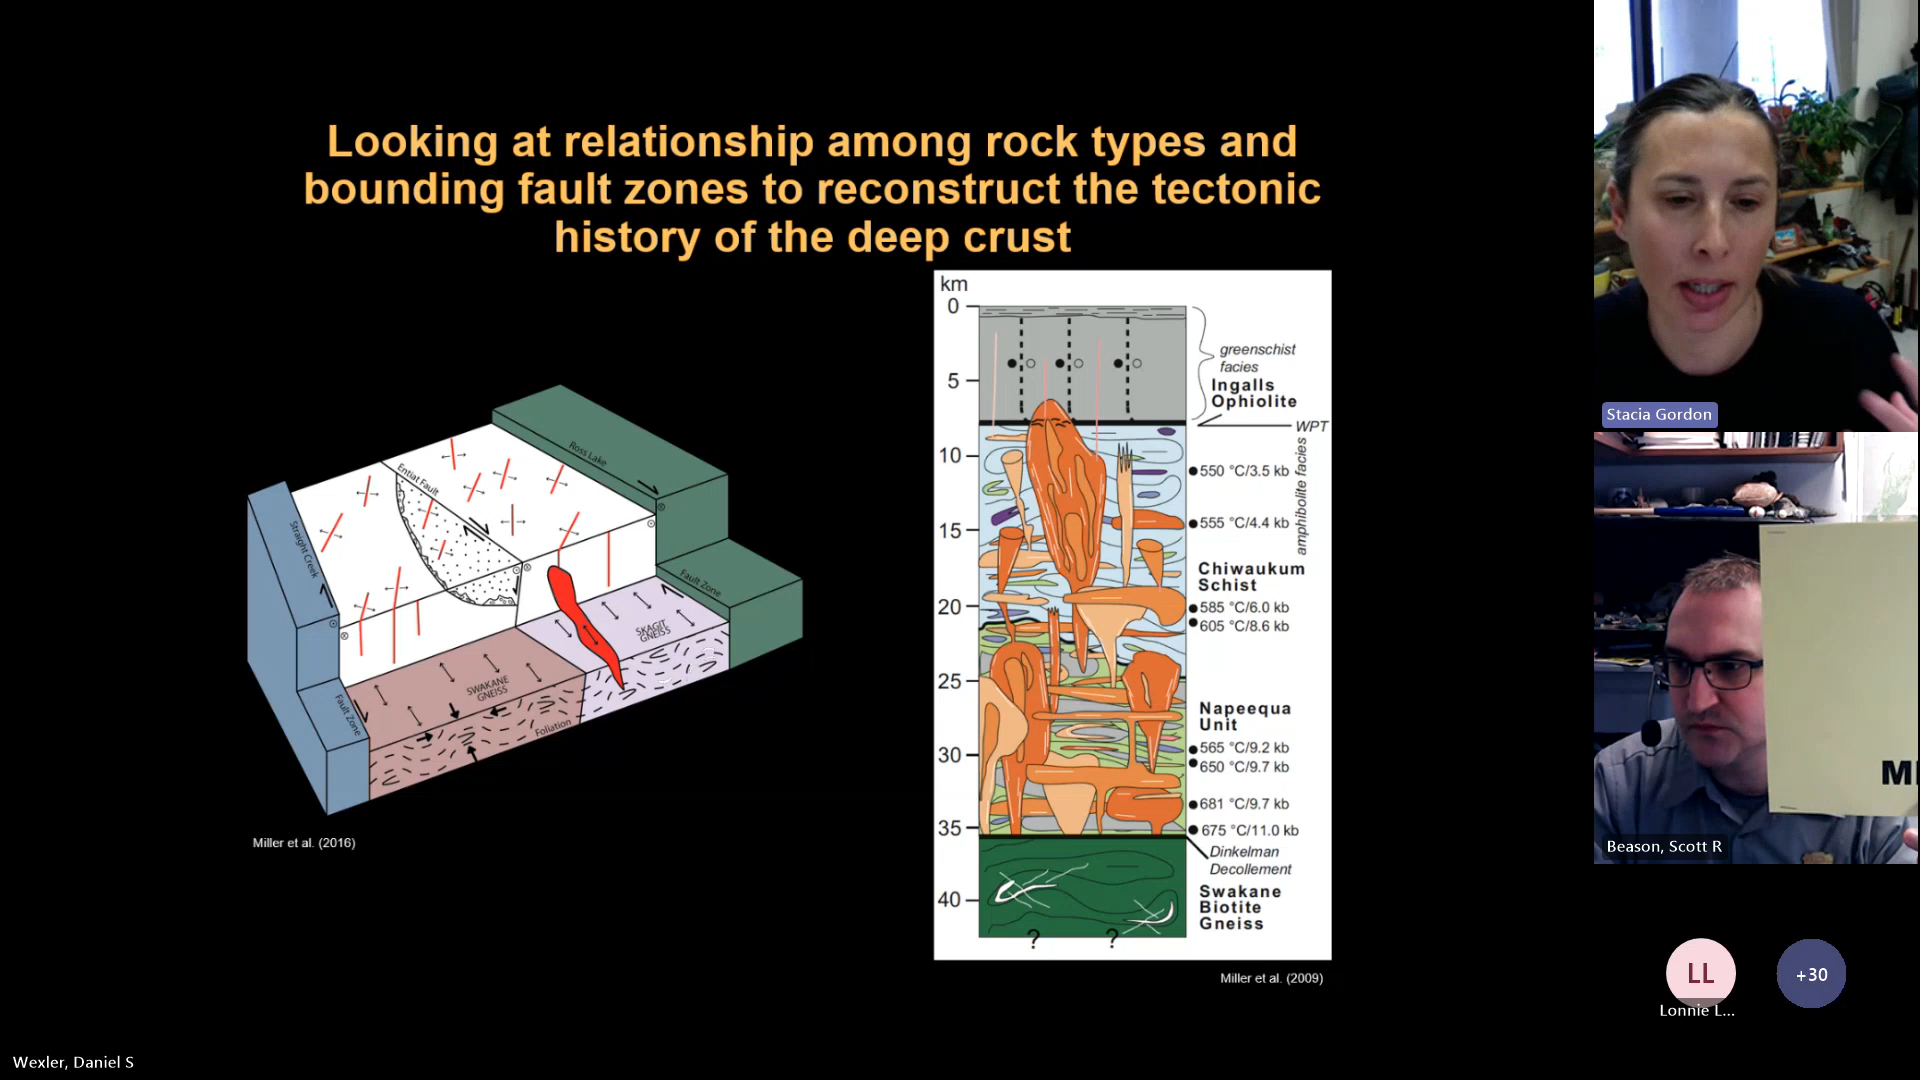 Looking at relationship among rock types and
bounding fault zones to reconstruct the tectonic
history of the deep crust
Ross Lake
Entiat Fault
Straight Creek
Fault Zone
SKAGIT
GNEISS
SWAKANE
GNEISS
Fault Zone
Foliation
Miller et al. (2016)
km
0
5
10
15
20
25
30
35
40
greenschist
facies
Ingalls
Ophiolite
WPT
amphibolite facies
550 °C/3.5 kb
555 °C/4.4 kb
Chiwaukum
Schist
585 °C/6.0 kb
605 °C/8.6 kb
Napeequa
Unit
565 °C/9.2 kb
650 °C/9.7 kb
681 °C/9.7 kb
675 °C/11.0 kb
Dinkelman
Decollement
Swakane
Biotite
Gneiss
? ?
Miller et al. (2009)
Stacia Gordon
Beason, Scott R
LL
+30
Lonnie L...
Wexler, Daniel S